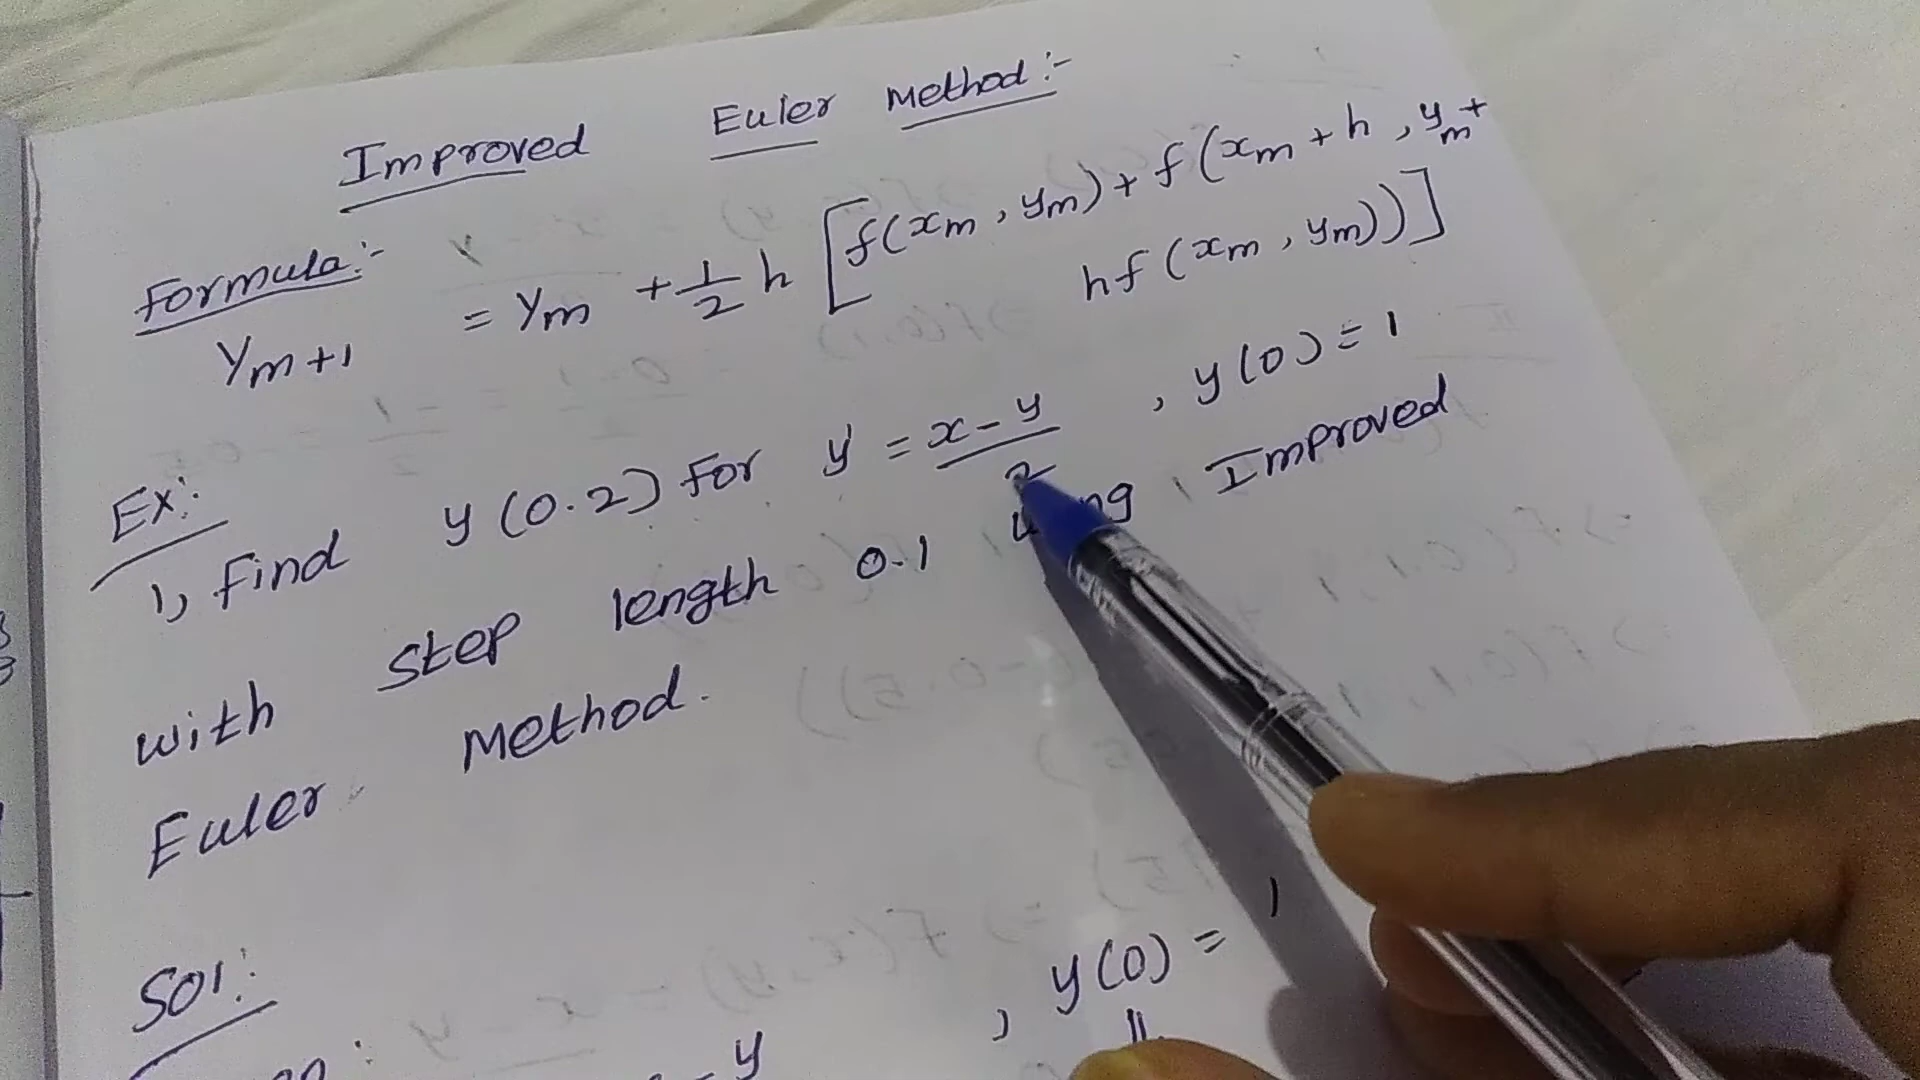 Improved Euler Method:-
Formula:-
Ym+1 = Ym + 1/2 h [f(xm, ym) + f(xm + h, ym +
hf(xm, ym))]
Ex:
1, Find y(0.2) For y' = x-y/2, y(0) = 1
with step length 0.1 Improved
Euler Method.
Sol:
, y(0) = 1
y